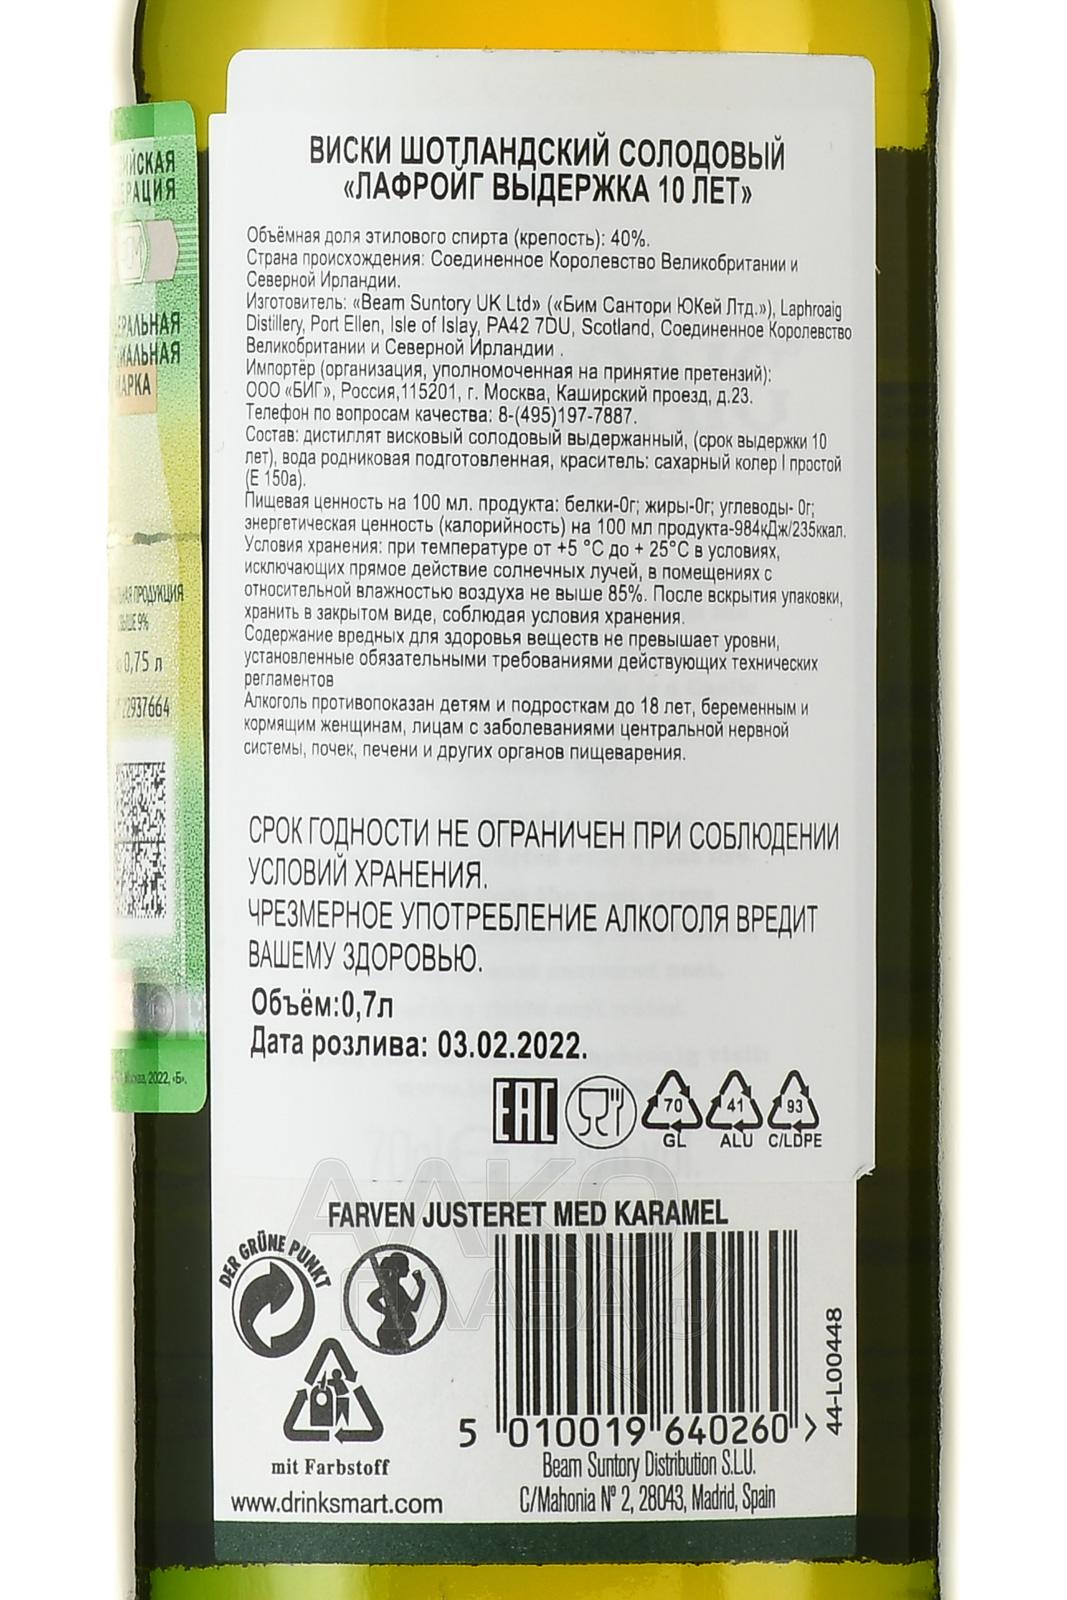 ВИСКИ ШОТЛАНДСКИЙ СОЛОДОВЫЙ
«ЛАФРОЙГ ВЫДЕРЖКА 10 ЛЕТ»
Объёмная доля этилового спирта (крепость): 40%.
Страна происхождения: Соединенное Королевство Великобритании и
Северной Ирландии.
Изготовитель: «Beam Suntory UK Ltd» («Бим Сантори ЮКей Лтд.»), Laphroaig
Distillery, Port Ellen, Isle of Islay, PA42 7DU, Scotland, Соединенное Королевство
Великобритании и Северной Ирландии .
Импортёр (организация, уполномоченная на принятие претензий):
ООО «БИГ», Россия,115201, г. Москва, Каширский проезд, д.23.
Телефон по вопросам качества: 8-(495)197-7887.
Состав: дистиллят висковый солодовый выдержанный, (срок выдержки 10
лет), вода родниковая подготовленная, краситель: сахарный колер I простой
(Е 150а).
Пищевая ценность на 100 мл. продукта: белки-0г; жиры-0г; углеводы- 0г;
энергетическая ценность (калорийность) на 100 мл продукта-984кДж/235ккал.
Условия хранения: при температуре от +5 °С до + 25°С в условиях,
исключающих прямое действие солнечных лучей, в помещениях с
относительной влажностью воздуха не выше 85%. После вскрытия упаковки,
хранить в закрытом виде, соблюдая условия хранения.
Содержание вредных для здоровья веществ не превышает уровни,
установленные обязательными требованиями действующих технических
регламентов
Алкоголь противопоказан детям и подросткам до 18 лет, беременным и
кормящим женщинам, лицам с заболеваниями центральной нервной
системы, почек, печени и других органов пищеварения.
СРОК ГОДНОСТИ НЕ ОГРАНИЧЕН ПРИ СОБЛЮДЕНИИ
УСЛОВИЙ ХРАНЕНИЯ.
ЧРЕЗМЕРНОЕ УПОТРЕБЛЕНИЕ АЛКОГОЛЯ ВРЕДИТ
ВАШЕМУ ЗДОРОВЬЮ.
Объём:0,7л
Дата розлива: 03.02.2022.
EAC
70 41 93
GL ALU C/LDPE
FARVEN JUSTERET MED KARAMEL
DER GRÜNE PUNKT
mit Farbstoff
www.drinksmart.com
5 010019 640260 >
44-L00448
Beam Suntory Distribution S.L.U.
C/Mahonia Nº 2, 28043, Madrid, Spain
0,75 л
22937664
Москва, 2022, «Б».
АЛКО
ПЛАВА